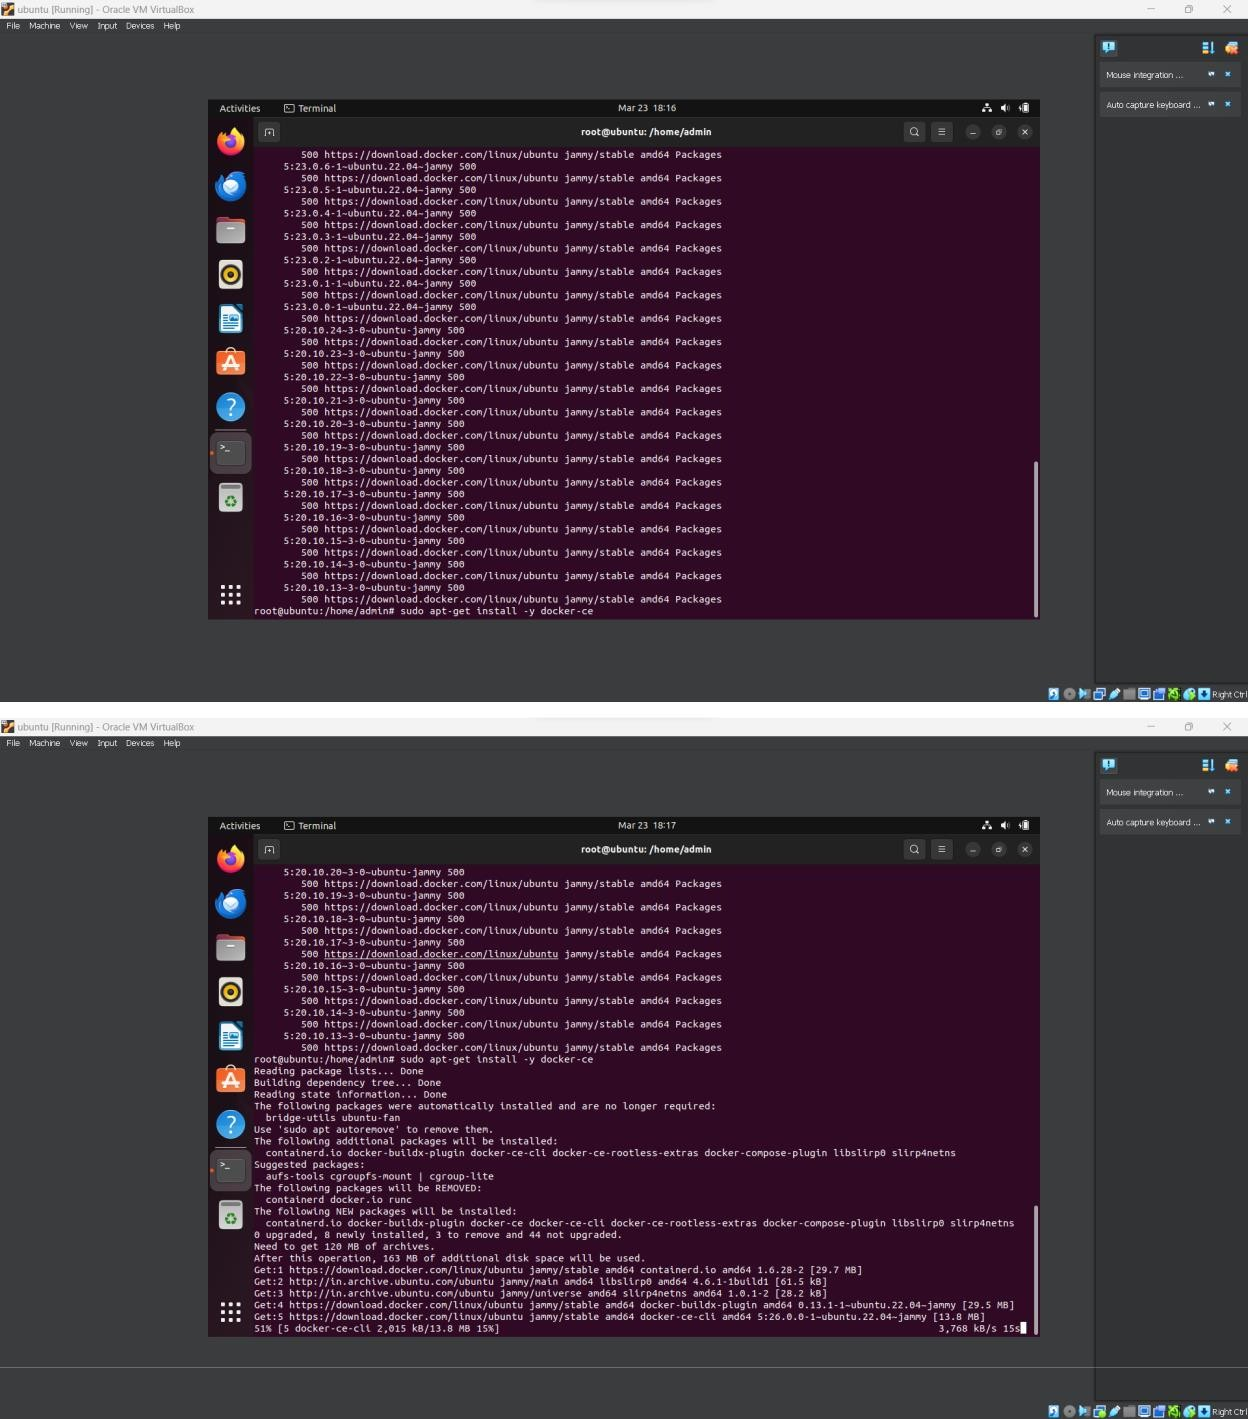 ubuntu [Running] - Oracle VM VirtualBox
File Machine View Input Devices Help
Mouse integration ...
Auto capture keyboard ...
Activities Terminal Mar 23 18:16
root@ubuntu: /home/admin
500 https://download.docker.com/linux/ubuntu jammy/stable amd64 Packages
5:23.0.6-1~ubuntu.22.04~jammy 500
500 https://download.docker.com/linux/ubuntu jammy/stable amd64 Packages
5:23.0.5-1~ubuntu.22.04~jammy 500
500 https://download.docker.com/linux/ubuntu jammy/stable amd64 Packages
5:23.0.4-1~ubuntu.22.04~jammy 500
500 https://download.docker.com/linux/ubuntu jammy/stable amd64 Packages
5:23.0.3-1~ubuntu.22.04~jammy 500
500 https://download.docker.com/linux/ubuntu jammy/stable amd64 Packages
5:23.0.2-1~ubuntu.22.04~jammy 500
500 https://download.docker.com/linux/ubuntu jammy/stable amd64 Packages
5:23.0.1-1~ubuntu.22.04~jammy 500
500 https://download.docker.com/linux/ubuntu jammy/stable amd64 Packages
5:23.0.0-1~ubuntu.22.04~jammy 500
500 https://download.docker.com/linux/ubuntu jammy/stable amd64 Packages
5:20.10.24~3-0~ubuntu-jammy 500
500 https://download.docker.com/linux/ubuntu jammy/stable amd64 Packages
5:20.10.23~3-0~ubuntu-jammy 500
500 https://download.docker.com/linux/ubuntu jammy/stable amd64 Packages
5:20.10.22~3-0~ubuntu-jammy 500
500 https://download.docker.com/linux/ubuntu jammy/stable amd64 Packages
5:20.10.21~3-0~ubuntu-jammy 500
500 https://download.docker.com/linux/ubuntu jammy/stable amd64 Packages
5:20.10.20~3-0~ubuntu-jammy 500
500 https://download.docker.com/linux/ubuntu jammy/stable amd64 Packages
5:20.10.19~3-0~ubuntu-jammy 500
500 https://download.docker.com/linux/ubuntu jammy/stable amd64 Packages
5:20.10.18~3-0~ubuntu-jammy 500
500 https://download.docker.com/linux/ubuntu jammy/stable amd64 Packages
5:20.10.17~3-0~ubuntu-jammy 500
500 https://download.docker.com/linux/ubuntu jammy/stable amd64 Packages
5:20.10.16~3-0~ubuntu-jammy 500
500 https://download.docker.com/linux/ubuntu jammy/stable amd64 Packages
5:20.10.15~3-0~ubuntu-jammy 500
500 https://download.docker.com/linux/ubuntu jammy/stable amd64 Packages
5:20.10.14~3-0~ubuntu-jammy 500
500 https://download.docker.com/linux/ubuntu jammy/stable amd64 Packages
5:20.10.13~3-0~ubuntu-jammy 500
500 https://download.docker.com/linux/ubuntu jammy/stable amd64 Packages
root@ubuntu:/home/admin# sudo apt-get install -y docker-ce
Right Ctrl
ubuntu [Running] - Oracle VM VirtualBox
File Machine View Input Devices Help
Mouse integration ...
Auto capture keyboard ...
Activities Terminal Mar 23 18:17
root@ubuntu: /home/admin
5:20.10.20~3-0~ubuntu-jammy 500
500 https://download.docker.com/linux/ubuntu jammy/stable amd64 Packages
5:20.10.19~3-0~ubuntu-jammy 500
500 https://download.docker.com/linux/ubuntu jammy/stable amd64 Packages
5:20.10.18~3-0~ubuntu-jammy 500
500 https://download.docker.com/linux/ubuntu jammy/stable amd64 Packages
5:20.10.17~3-0~ubuntu-jammy 500
500 https://download.docker.com/linux/ubuntu jammy/stable amd64 Packages
5:20.10.16~3-0~ubuntu-jammy 500
500 https://download.docker.com/linux/ubuntu jammy/stable amd64 Packages
5:20.10.15~3-0~ubuntu-jammy 500
500 https://download.docker.com/linux/ubuntu jammy/stable amd64 Packages
5:20.10.14~3-0~ubuntu-jammy 500
500 https://download.docker.com/linux/ubuntu jammy/stable amd64 Packages
5:20.10.13~3-0~ubuntu-jammy 500
500 https://download.docker.com/linux/ubuntu jammy/stable amd64 Packages
root@ubuntu:/home/admin# sudo apt-get install -y docker-ce
Reading package lists... Done
Building dependency tree... Done
Reading state information... Done
The following packages were automatically installed and are no longer required:
bridge-utils ubuntu-fan
Use 'sudo apt autoremove' to remove them.
The following additional packages will be installed:
containerd.io docker-buildx-plugin docker-ce-cli docker-ce-rootless-extras docker-compose-plugin libslirp0 slirp4netns
Suggested packages:
aufs-tools cgroupfs-mount | cgroup-lite
The following packages will be REMOVED:
containerd docker.io runc
The following NEW packages will be installed:
containerd.io docker-buildx-plugin docker-ce docker-ce-cli docker-ce-rootless-extras docker-compose-plugin libslirp0 slirp4netns
0 upgraded, 8 newly installed, 3 to remove and 44 not upgraded.
Need to get 120 MB of archives.
After this operation, 163 MB of additional disk space will be used.
Get:1 https://download.docker.com/linux/ubuntu jammy/stable amd64 containerd.io amd64 1.6.28-2 [29.7 MB]
Get:2 http://in.archive.ubuntu.com/ubuntu jammy/main amd64 libslirp0 amd64 4.6.1-1build1 [61.5 kB]
Get:3 http://in.archive.ubuntu.com/ubuntu jammy/universe amd64 slirp4netns amd64 1.0.1-2 [28.2 kB]
Get:4 https://download.docker.com/linux/ubuntu jammy/stable amd64 docker-buildx-plugin amd64 0.13.1-1~ubuntu.22.04~jammy [29.5 MB]
Get:5 https://download.docker.com/linux/ubuntu jammy/stable amd64 docker-ce-cli amd64 5:26.0.0-1~ubuntu.22.04~jammy [13.8 MB]
51% [5 docker-ce-cli 2,015 kB/13.8 MB 15%] 3,768 kB/s 15s
Right Ctrl